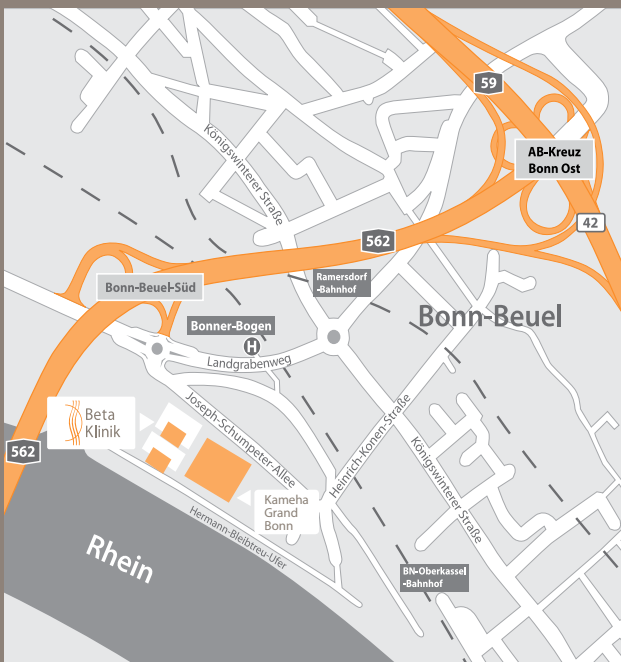 59
AB-Kreuz
Bonn Ost
Königswinterer Straße
42
562
Bonn-Beuel-Süd
Ramersdorf
-Bahnhof
Bonn-Beuel
Bonner-Bogen
H
Landgrabenweg
Joseph-Schumpeter-Allee
Beta
Klinik
Heinrich-Konen-Straße
Königswinterer Straße
562
Kameha
Grand
Bonn
Hermann-Bleibtreu-Ufer
Rhein
BN-Oberkassel
-Bahnhof